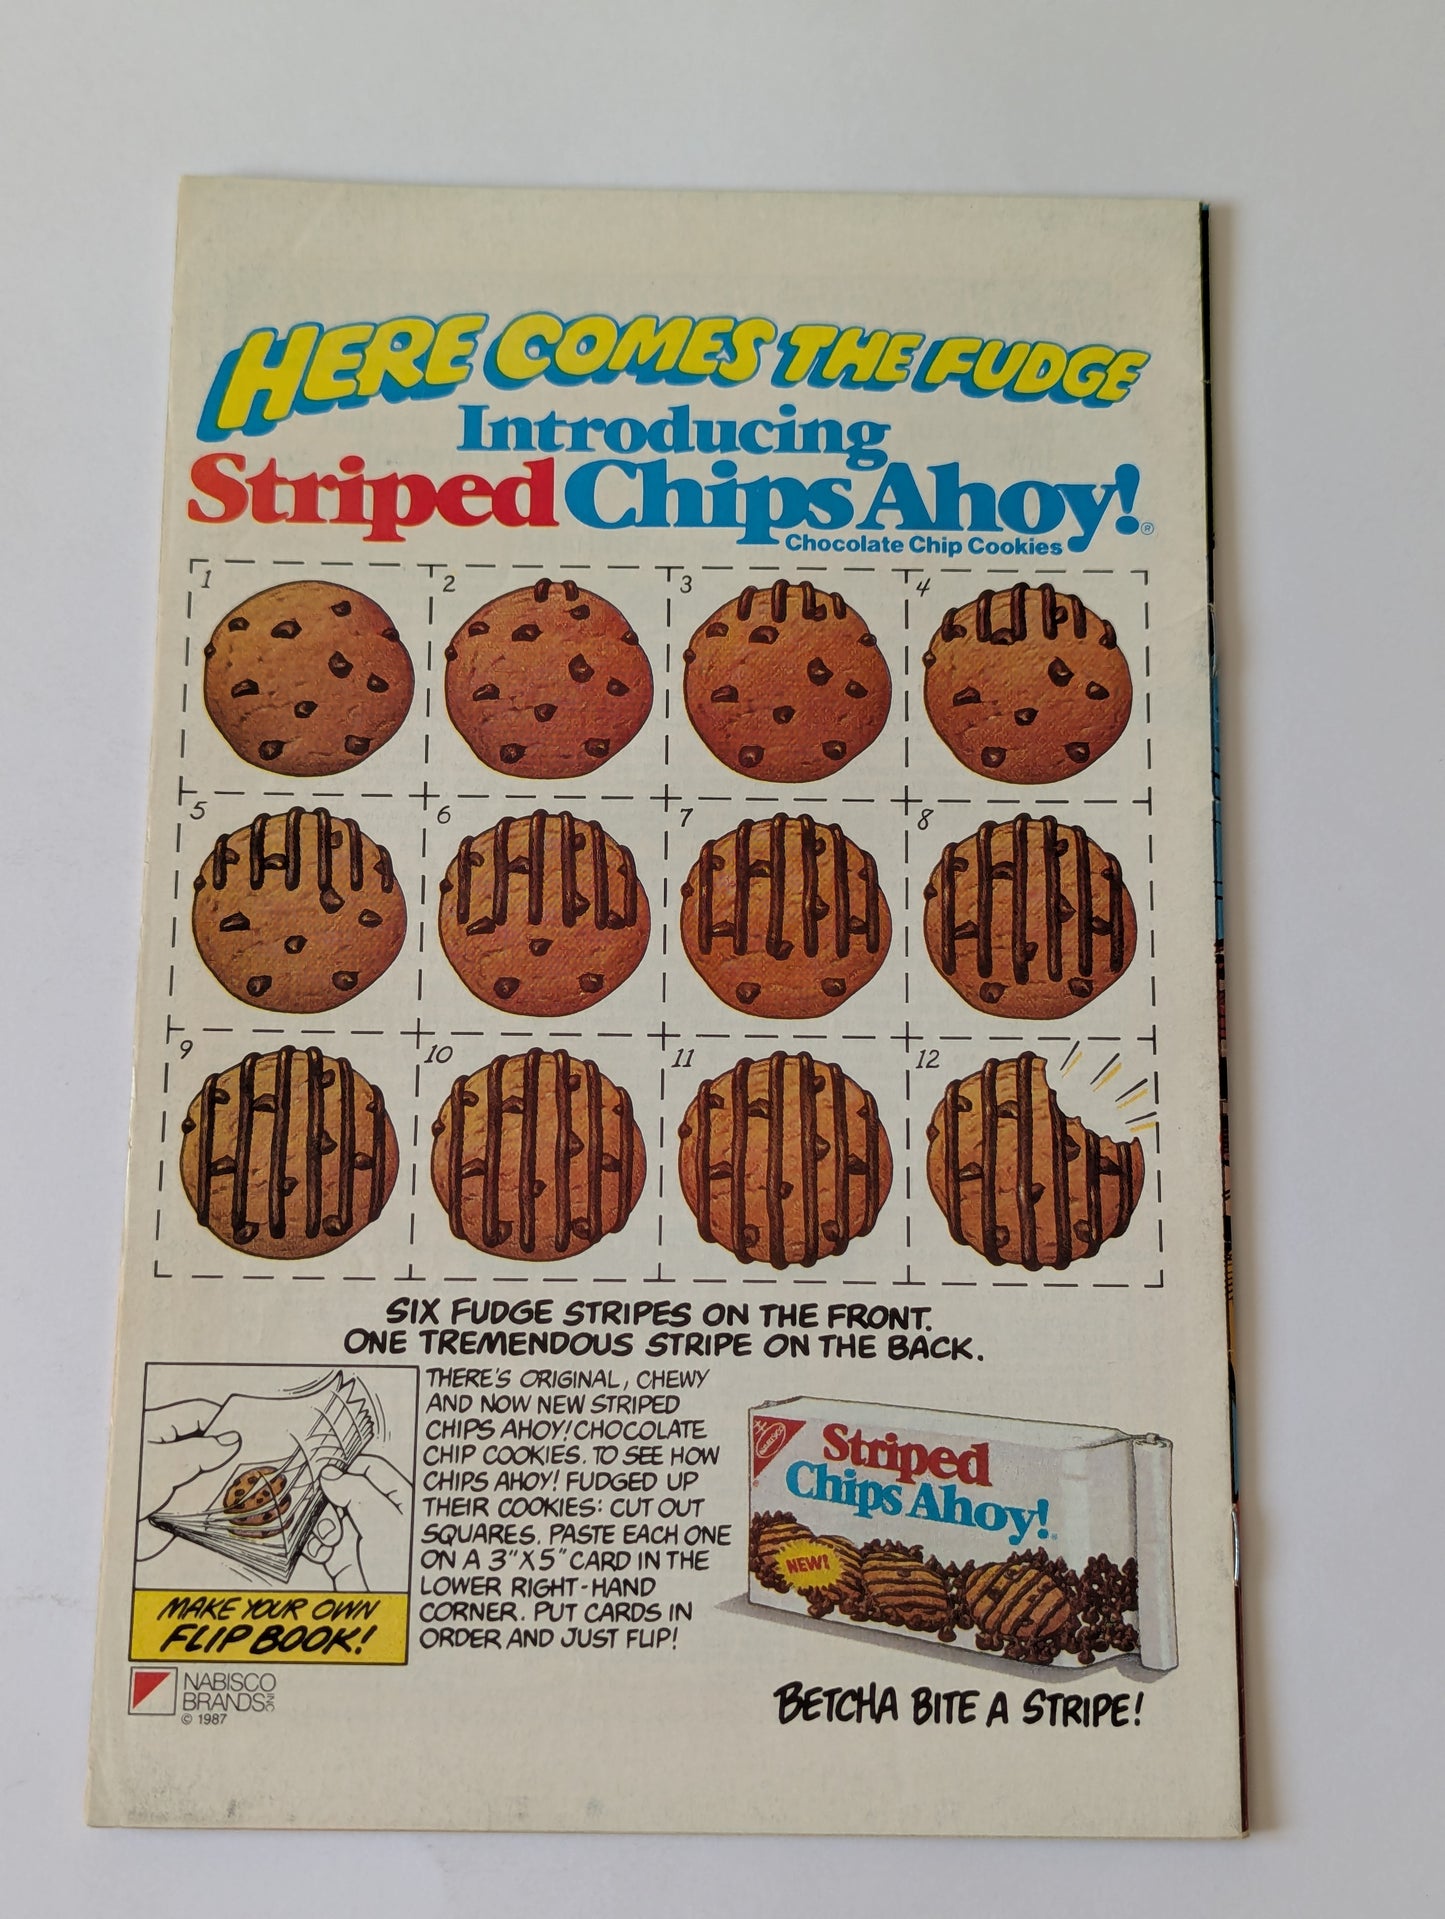 HERE COMES THE FUDGE
Introducing
Striped Chips Ahoy!®
Chocolate Chip Cookies
1
2
3
4
5
6
7
8
9
10
11
12
SIX FUDGE STRIPES ON THE FRONT.
ONE TREMENDOUS STRIPE ON THE BACK.
MAKE YOUR OWN
FLIP BOOK!
THERE'S ORIGINAL, CHEWY
AND NOW NEW STRIPED
CHIPS AHOY! CHOCOLATE
CHIP COOKIES. TO SEE HOW
CHIPS AHOY! FUDGED UP
THEIR COOKIES: CUT OUT
SQUARES. PASTE EACH ONE
ON A 3" X 5" CARD IN THE
LOWER RIGHT-HAND
CORNER. PUT CARDS IN
ORDER AND JUST FLIP!
NABISCO
Striped
Chips Ahoy!
NEW!
NABISCO
BRANDS INC
© 1987
BETCHA BITE A STRIPE!